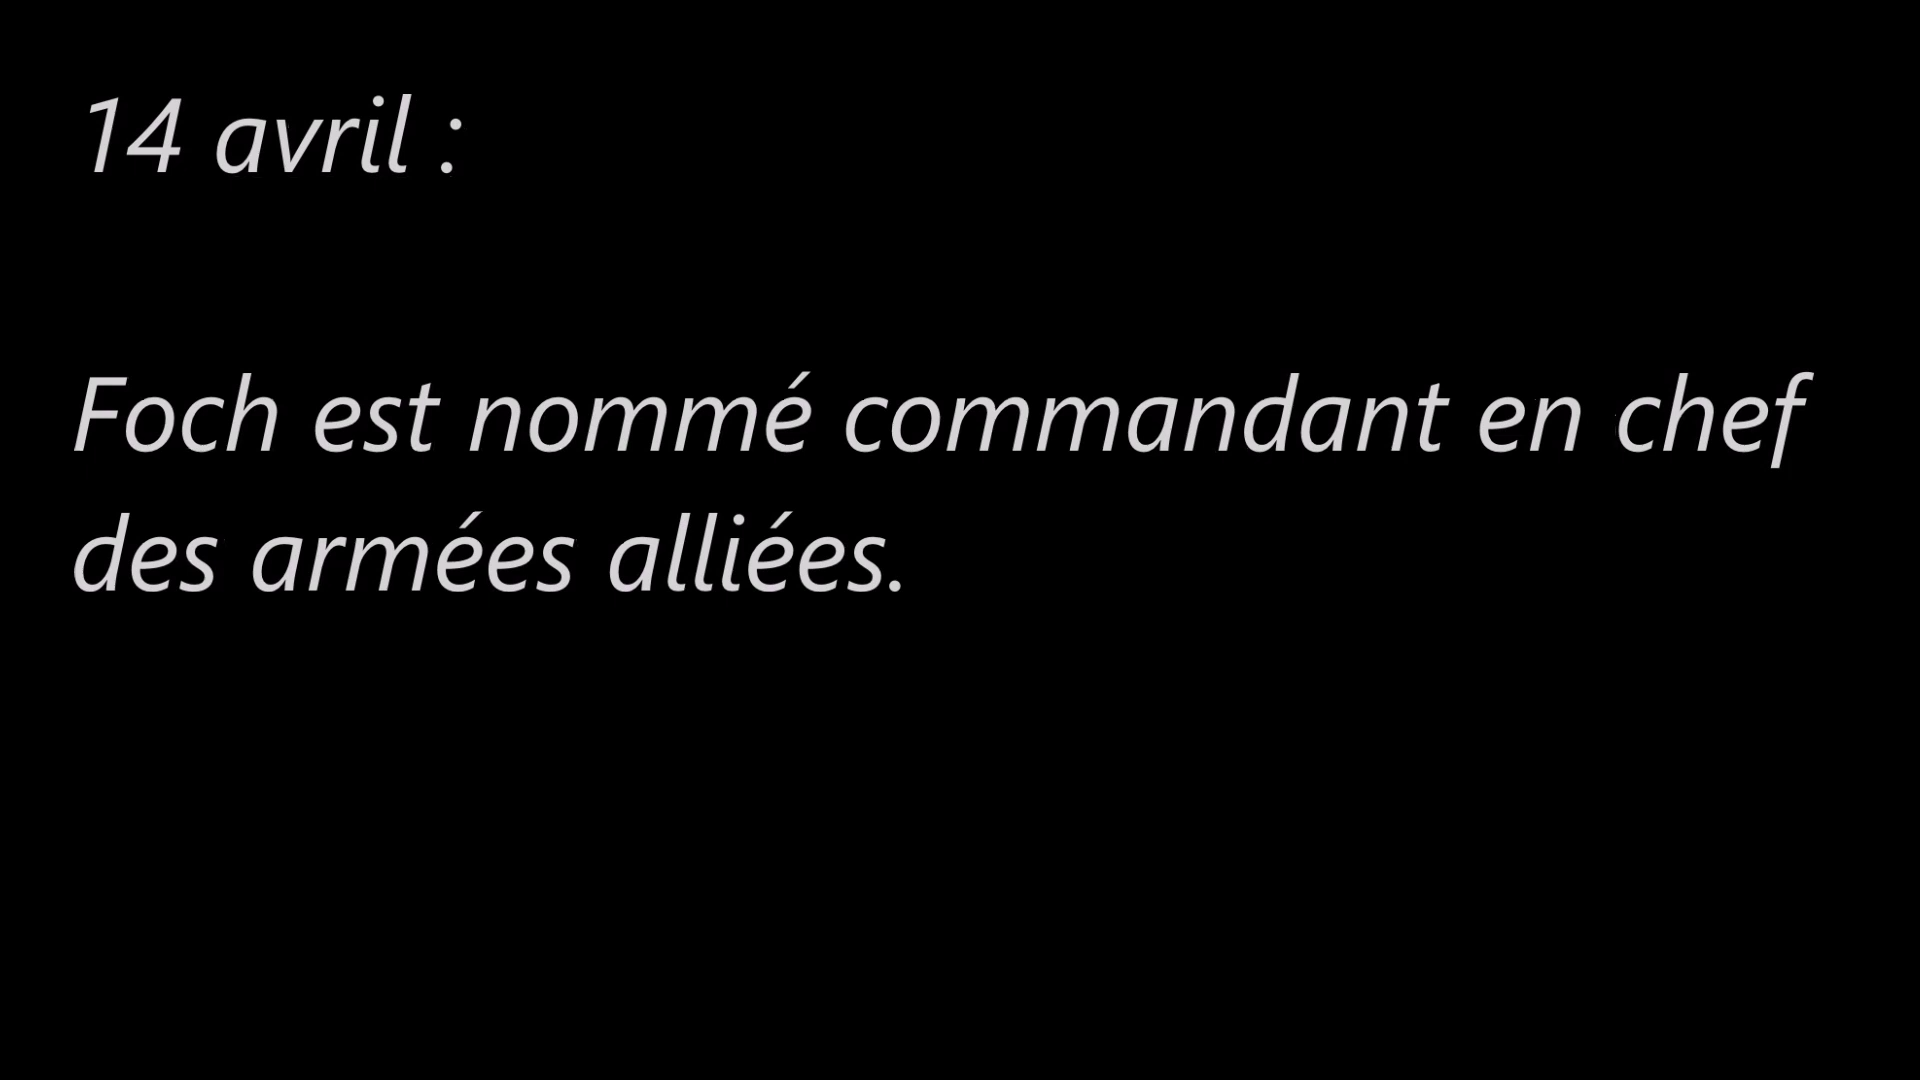 14 avril :
Foch est nommé commandant en chef
des armées alliées.